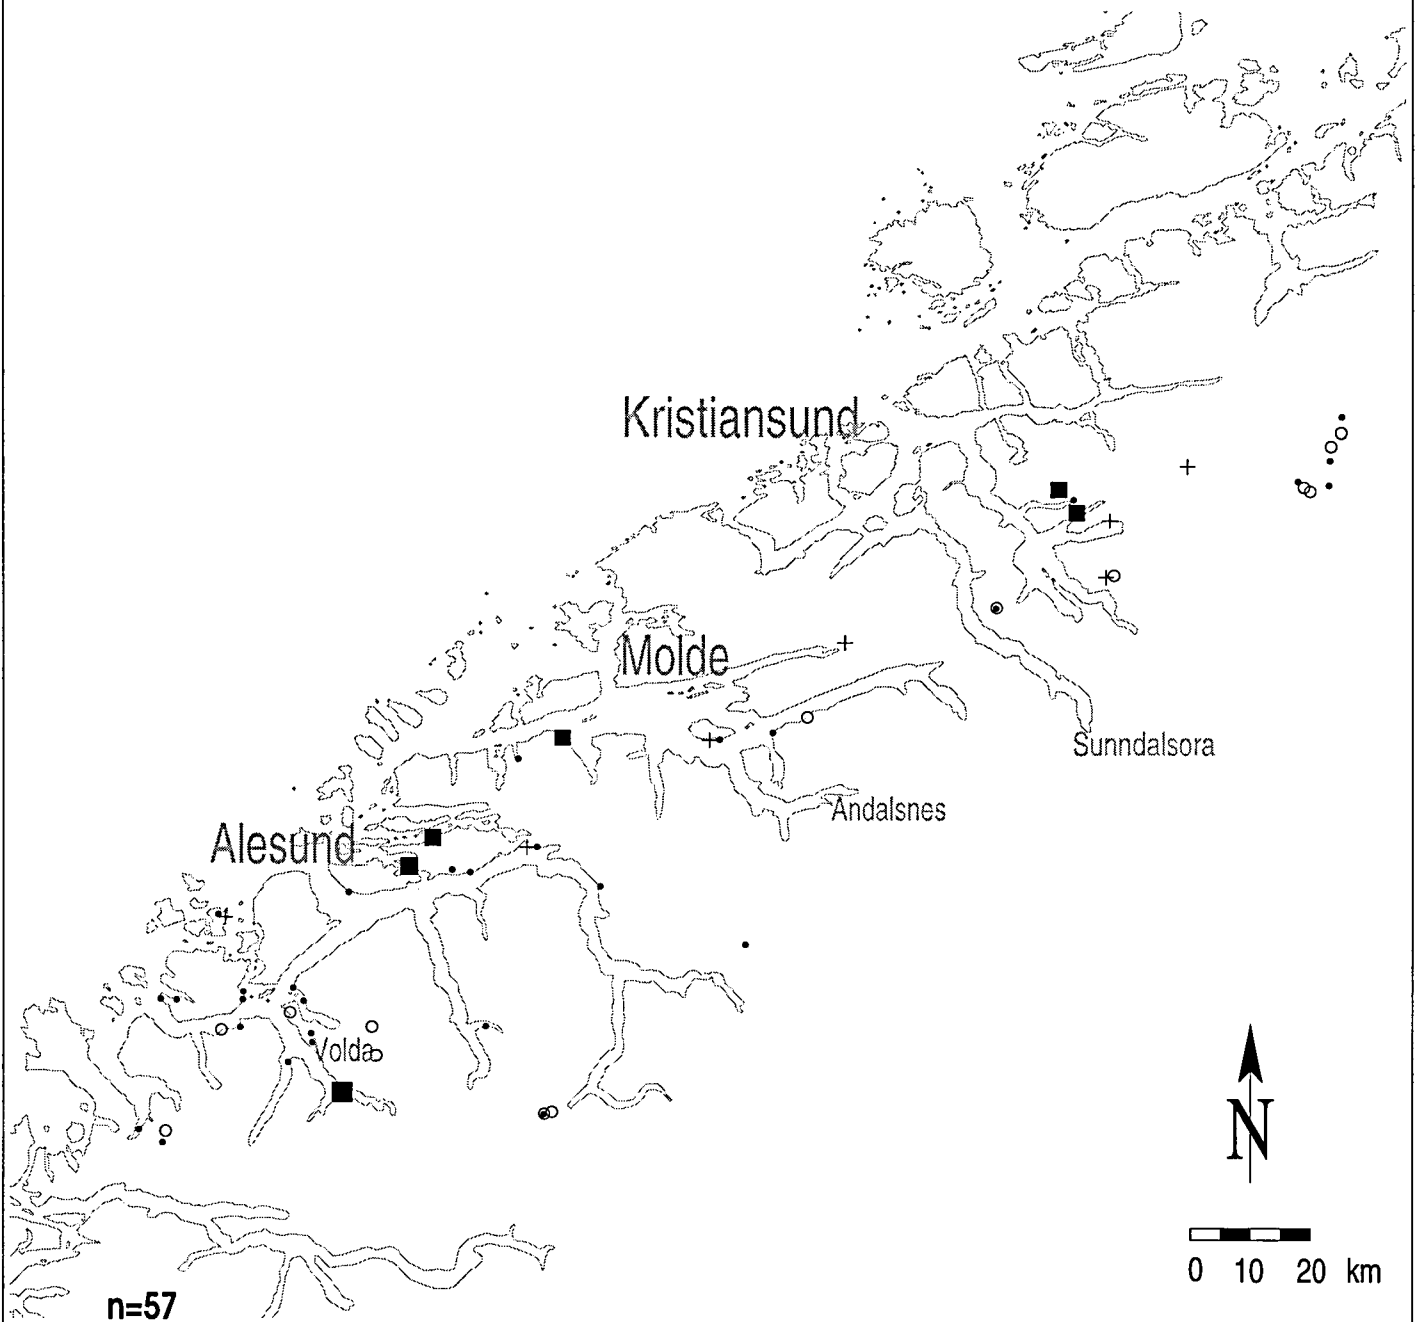 Kristiansund
Molde
Sunndalsora
Andalsnes
Alesund
Volda
N
0 10 20 km
n=57